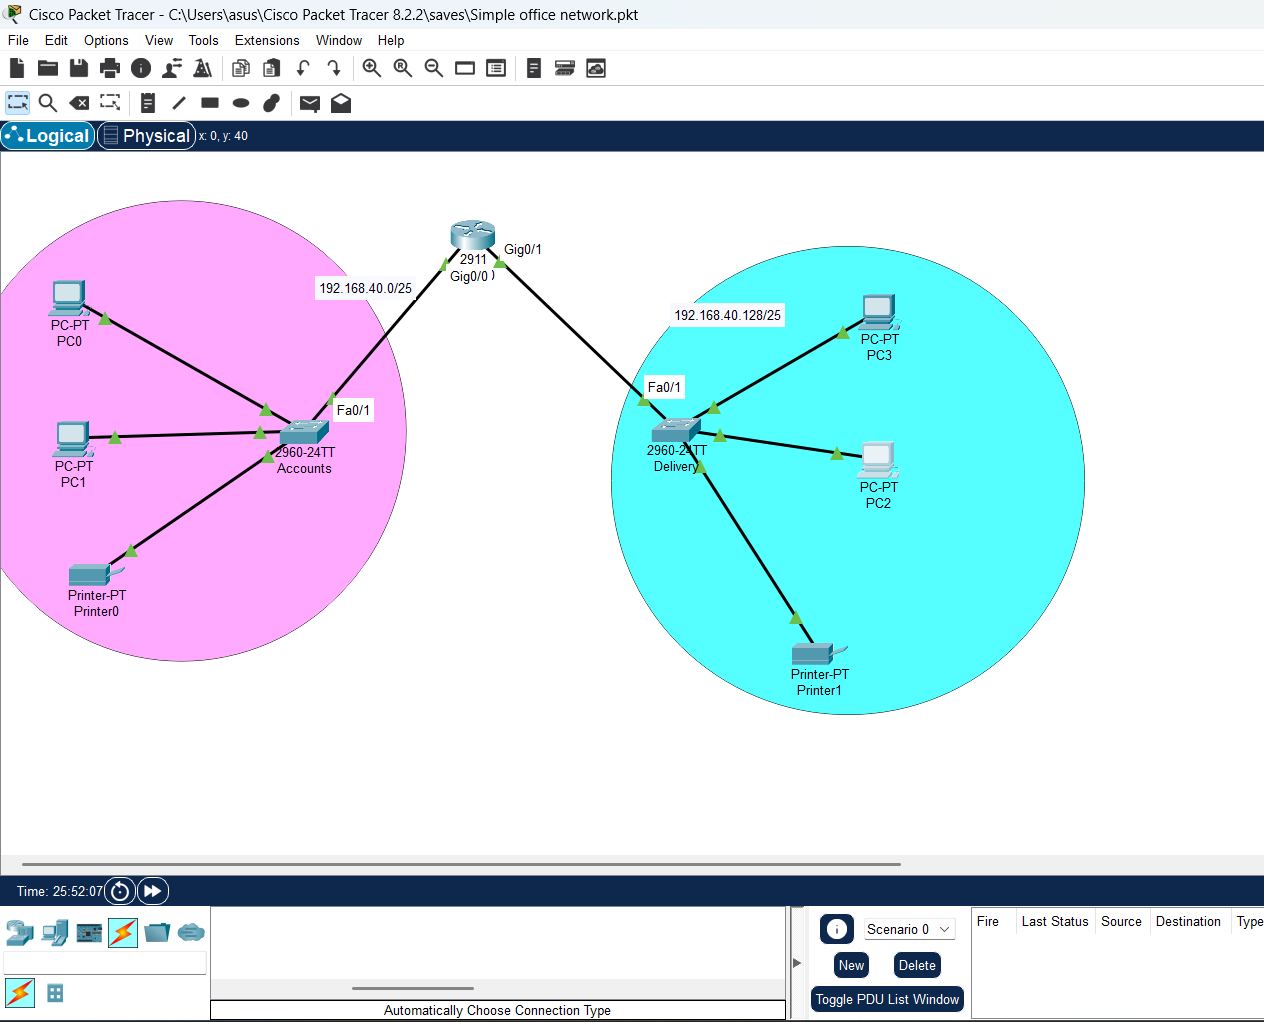 Cisco Packet Tracer - C:\Users\asus\Cisco Packet Tracer 8.2.2\saves\Simple office network.pkt
File Edit Options View Tools Extensions Window Help
Logical Physical x: 0, y: 40
Gig0/1
2911
Gig0/0 )
192.168.40.0/25
192.168.40.128/25
PC-PT
PC0
PC-PT
PC3
Fa0/1
Fa0/1
PC-PT
PC1
2960-24TT
Accounts
2960-24TT
Delivery
PC-PT
PC2
Printer-PT
Printer0
Printer-PT
Printer1
Time: 25:52:07
Scenario 0
Fire Last Status Source Destination Type
New Delete
Toggle PDU List Window
Automatically Choose Connection Type